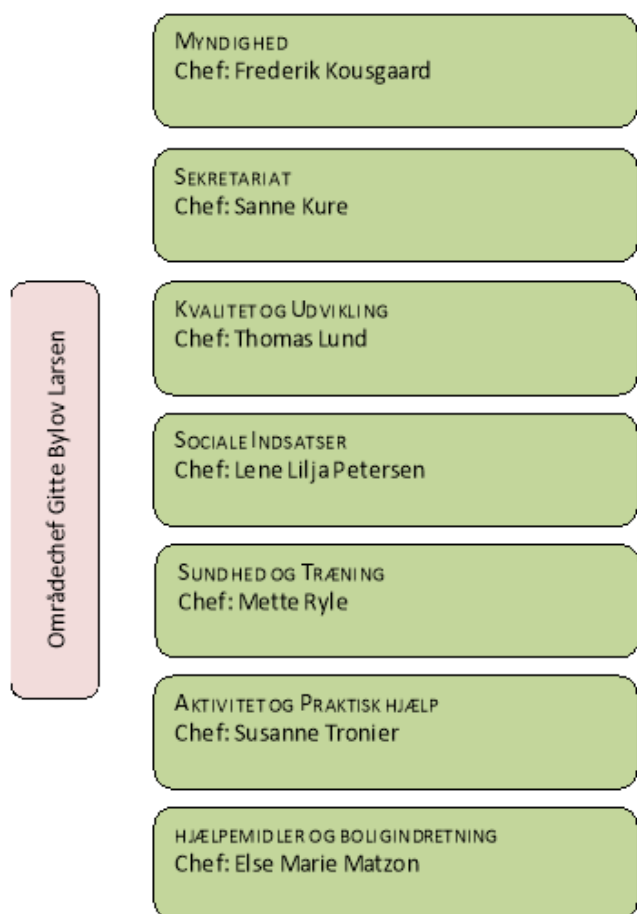 Områdechef Gitte Bylov Larsen
MYNDIGHED
Chef: Frederik Kousgaard
SEKRETARIAT
Chef: Sanne Kure
KVALITET OG UDVIKLING
Chef: Thomas Lund
SOCIALE INDSATSER
Chef: Lene Lilja Petersen
SUNDHED OG TRÆNING
Chef: Mette Ryle
AKTIVITET OG PRAKTISK HJÆLP
Chef: Susanne Tronier
HJÆLPEMIDLER OG BOLIGINDRETNING
Chef: Else Marie Matzon